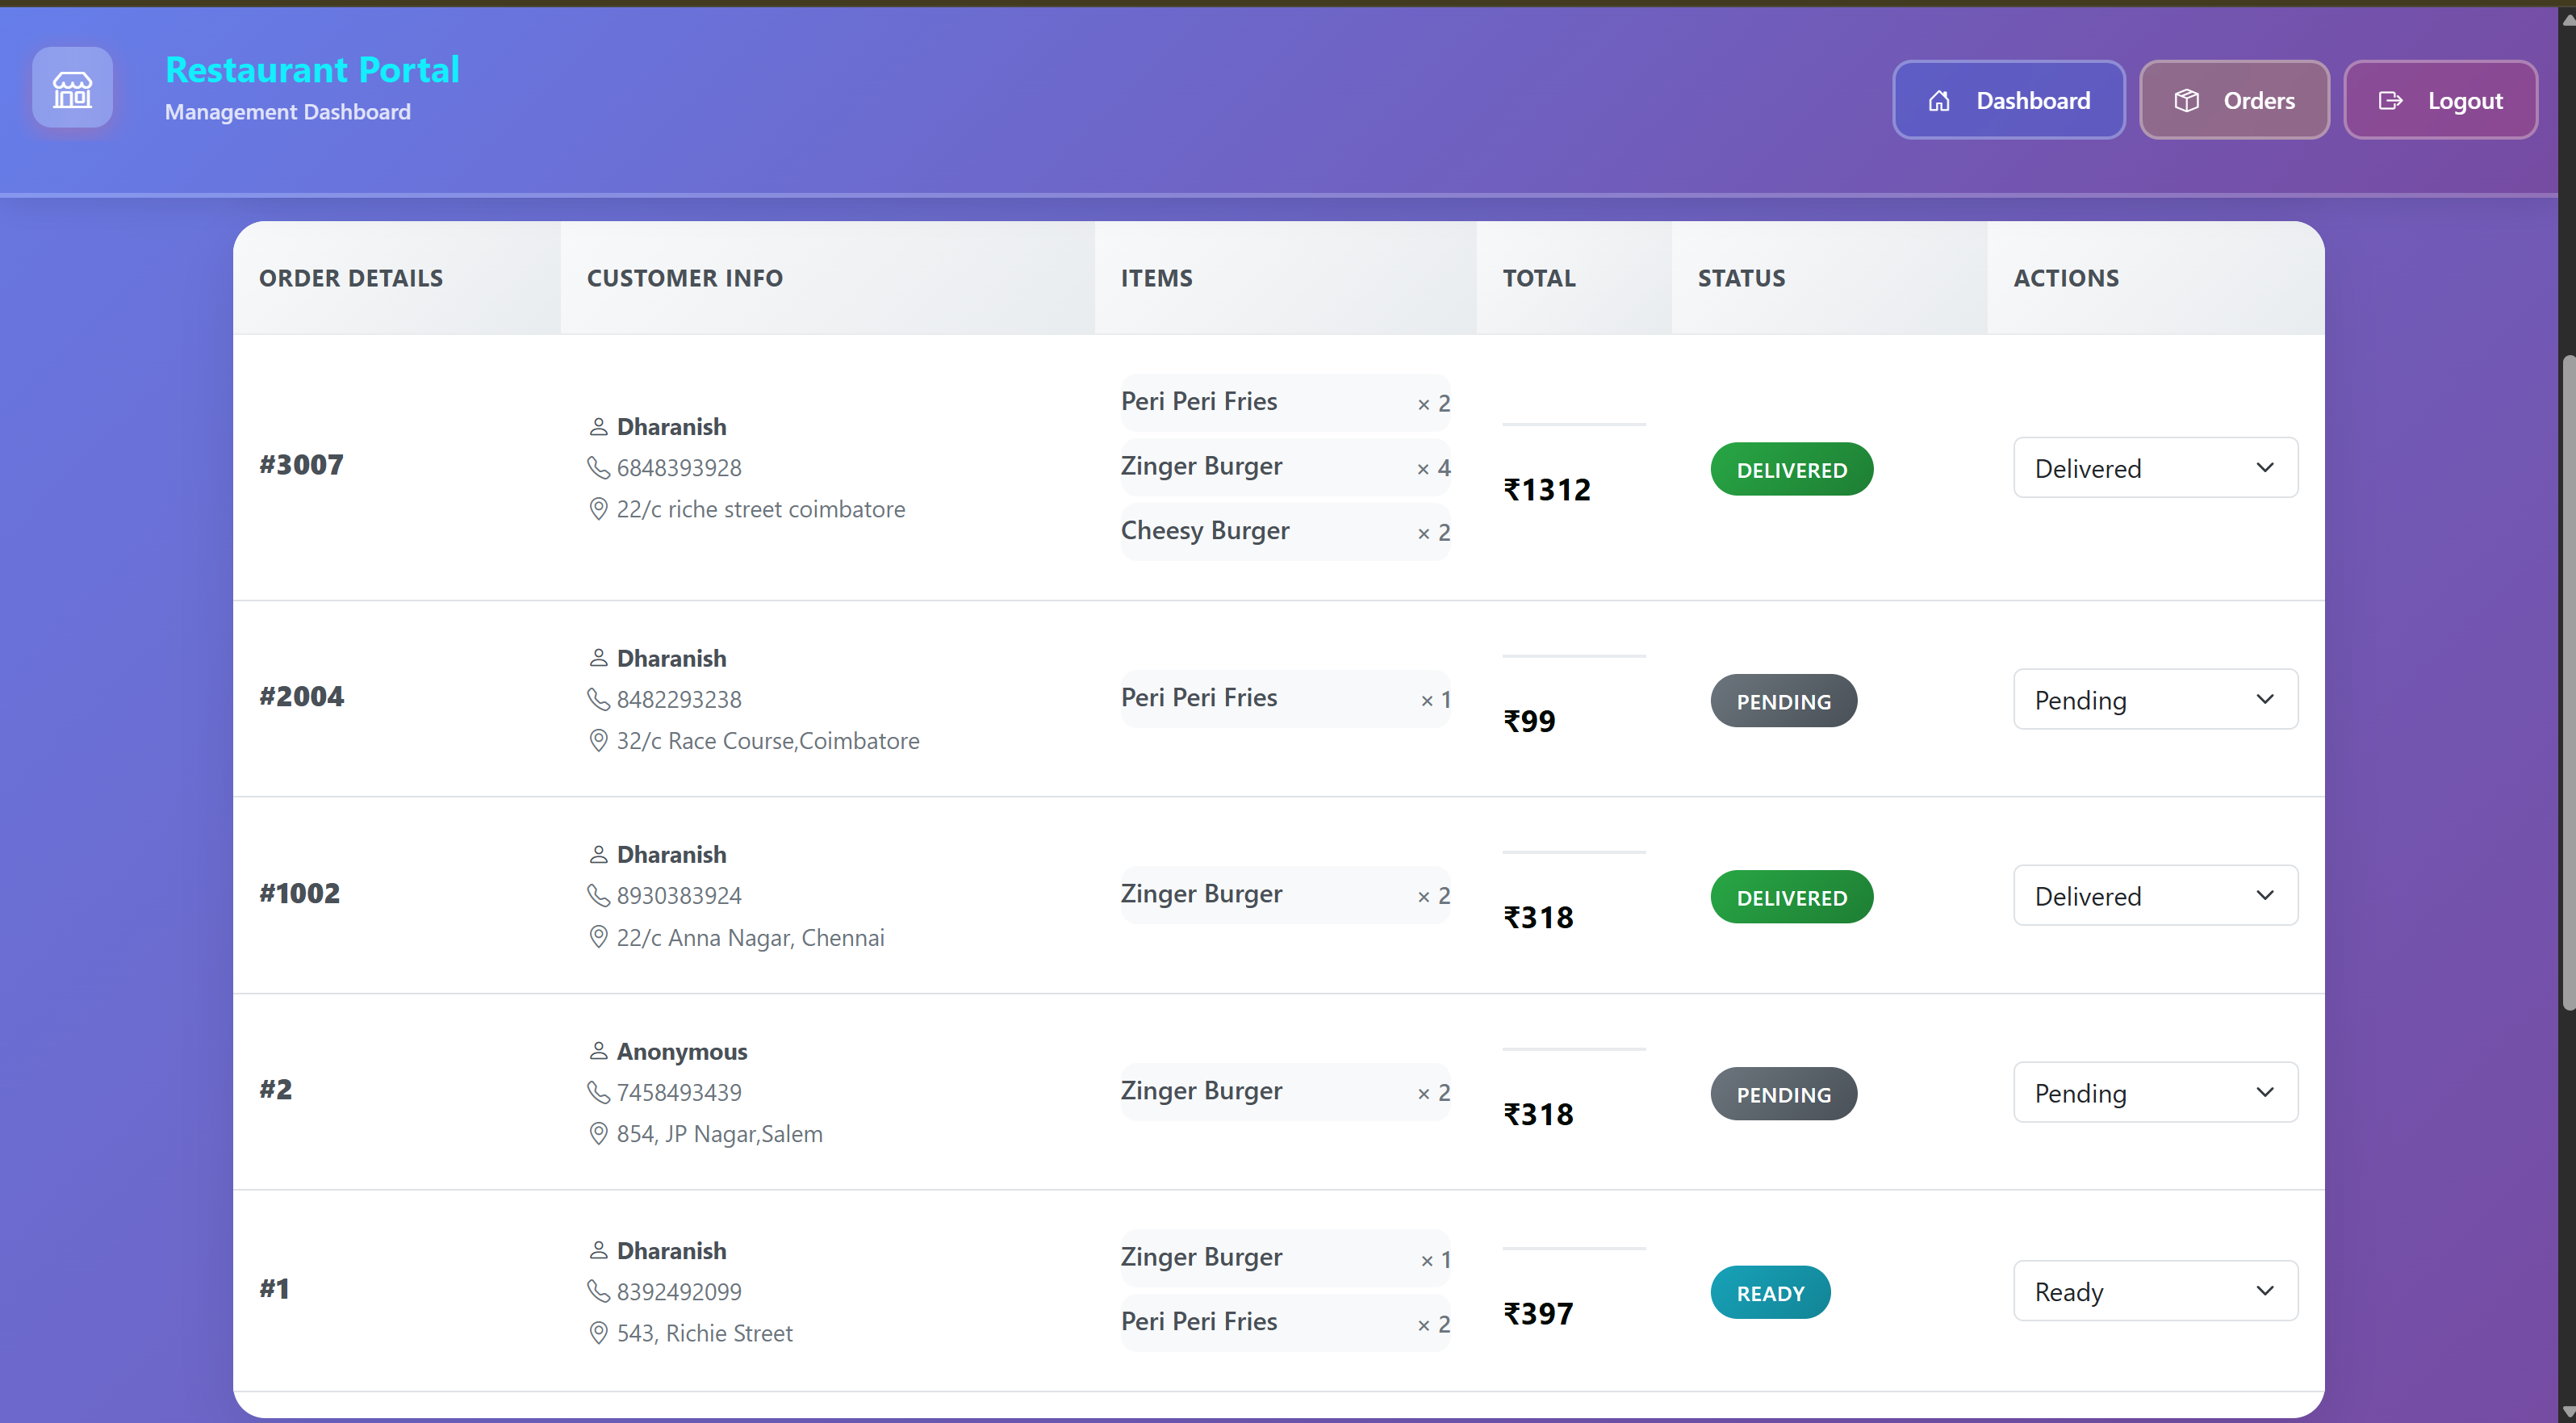 Restaurant Portal
Management Dashboard
Dashboard
Orders
Logout
ORDER DETAILS CUSTOMER INFO ITEMS TOTAL STATUS ACTIONS
#3007
Dharanish
6848393928
22/c riche street coimbatore
Peri Peri Fries × 2
Zinger Burger × 4
Cheesy Burger × 2
₹1312
DELIVERED
Delivered
#2004
Dharanish
8482293238
32/c Race Course,Coimbatore
Peri Peri Fries × 1
₹99
PENDING
Pending
#1002
Dharanish
8930383924
22/c Anna Nagar, Chennai
Zinger Burger × 2
₹318
DELIVERED
Delivered
#2
Anonymous
7458493439
854, JP Nagar,Salem
Zinger Burger × 2
₹318
PENDING
Pending
#1
Dharanish
8392492099
543, Richie Street
Zinger Burger × 1
Peri Peri Fries × 2
₹397
READY
Ready